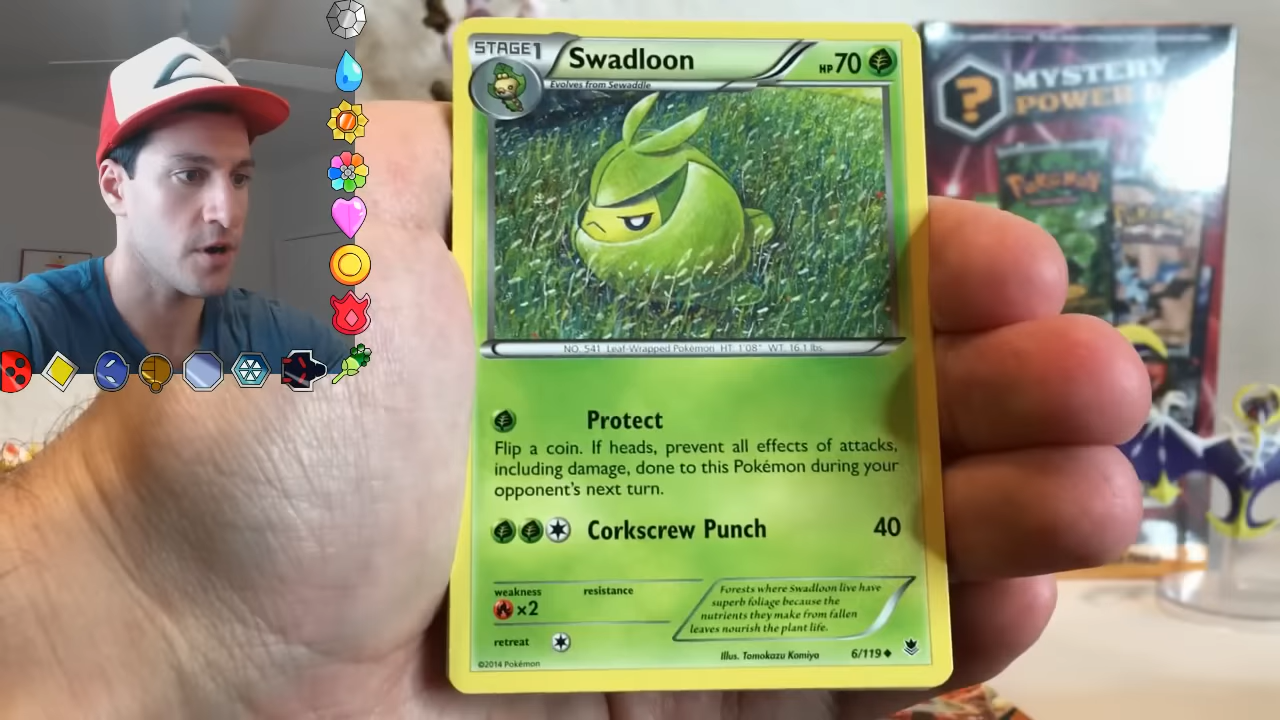 STAGE1 Swadloon HP70
Evolves from Sewaddle
NO. 541 Leaf-Wrapped Pokémon HT. 1'08" WT. 16.1 lbs.
Protect
Flip a coin. If heads, prevent all effects of attacks,
including damage, done to this Pokémon during your
opponent's next turn.
Corkscrew Punch 40
weakness resistance
×2
retreat
Forests where Swadloon live have
superb foliage because the
nutrients they make from fallen
leaves nourish the plant life.
©2014 Pokémon
Illus. Tomokazu Komiya 6/119
?
MYSTERY
POWER
POKéMON